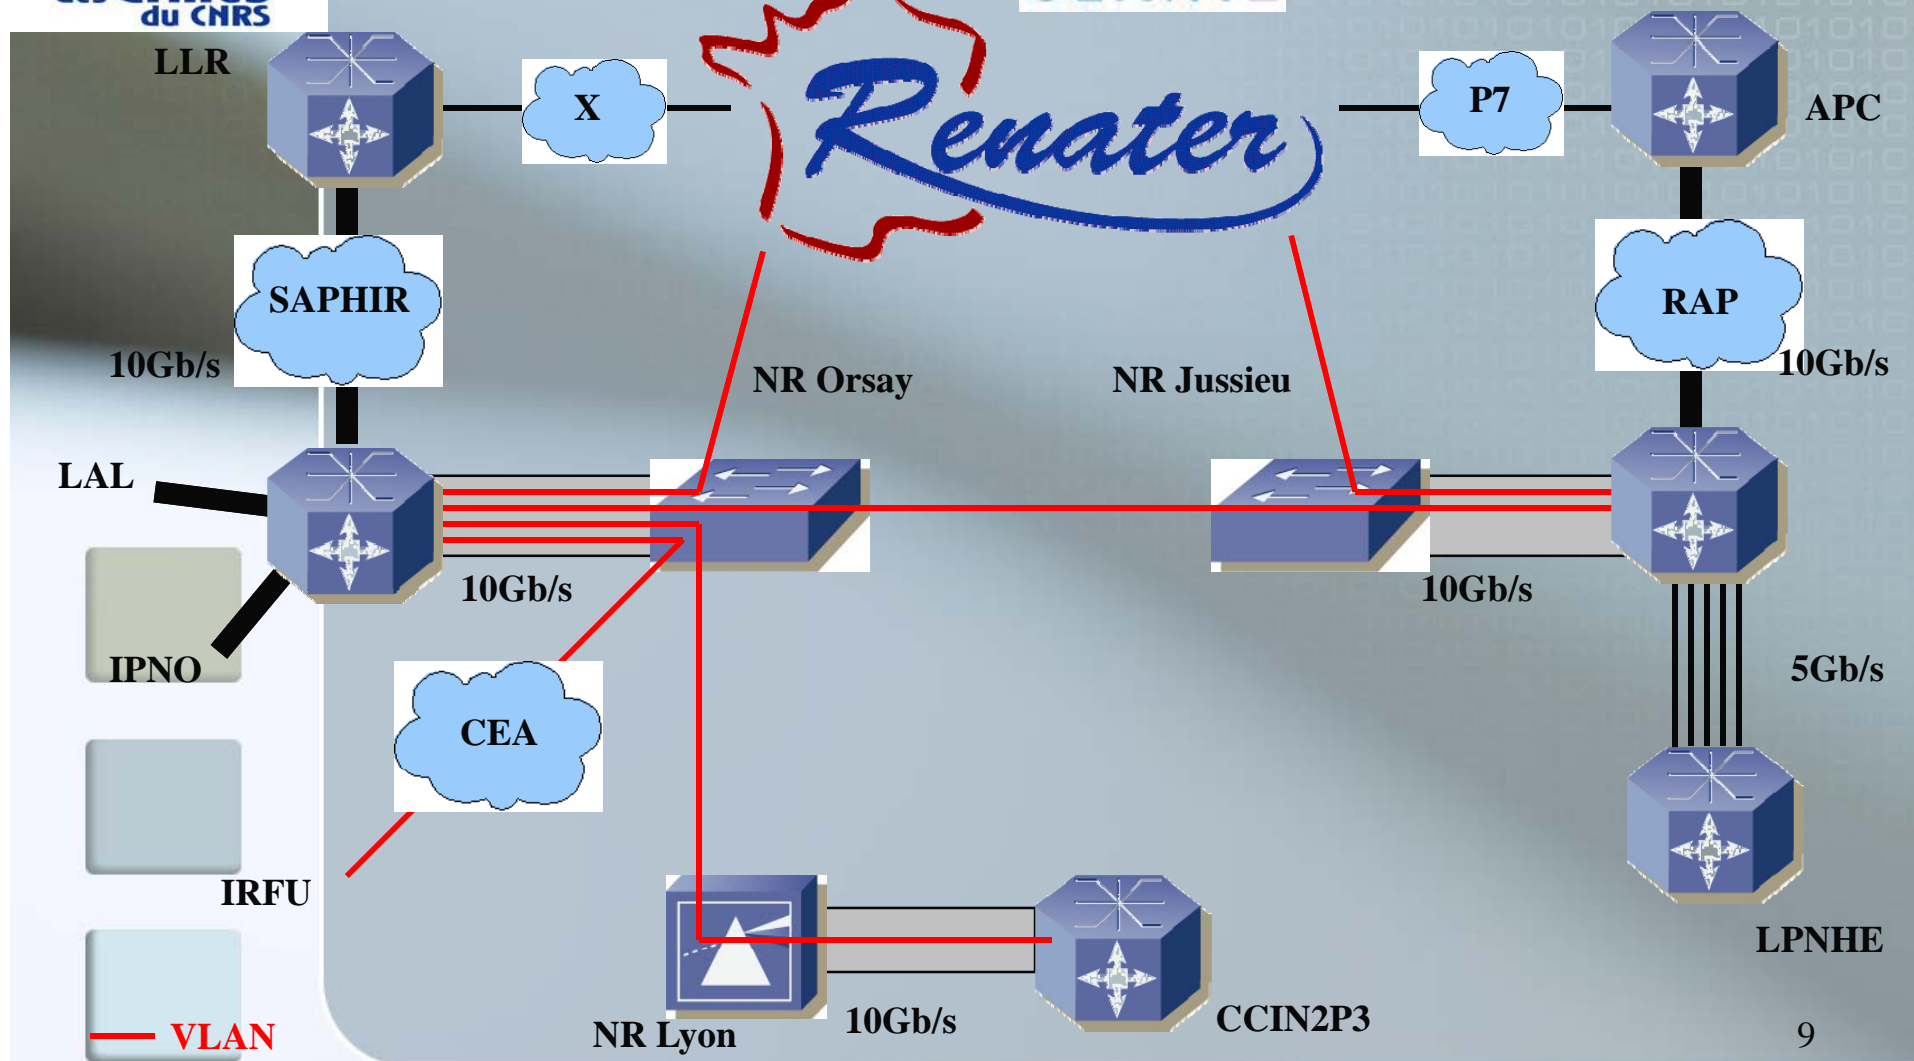 du CNRS
LLR
X
Renater
P7
APC
SAPHIR
RAP
10Gb/s
NR Orsay
NR Jussieu
10Gb/s
LAL
10Gb/s
10Gb/s
IPNO
5Gb/s
CEA
IRFU
LPNHE
NR Lyon
10Gb/s
CCIN2P3
VLAN
9